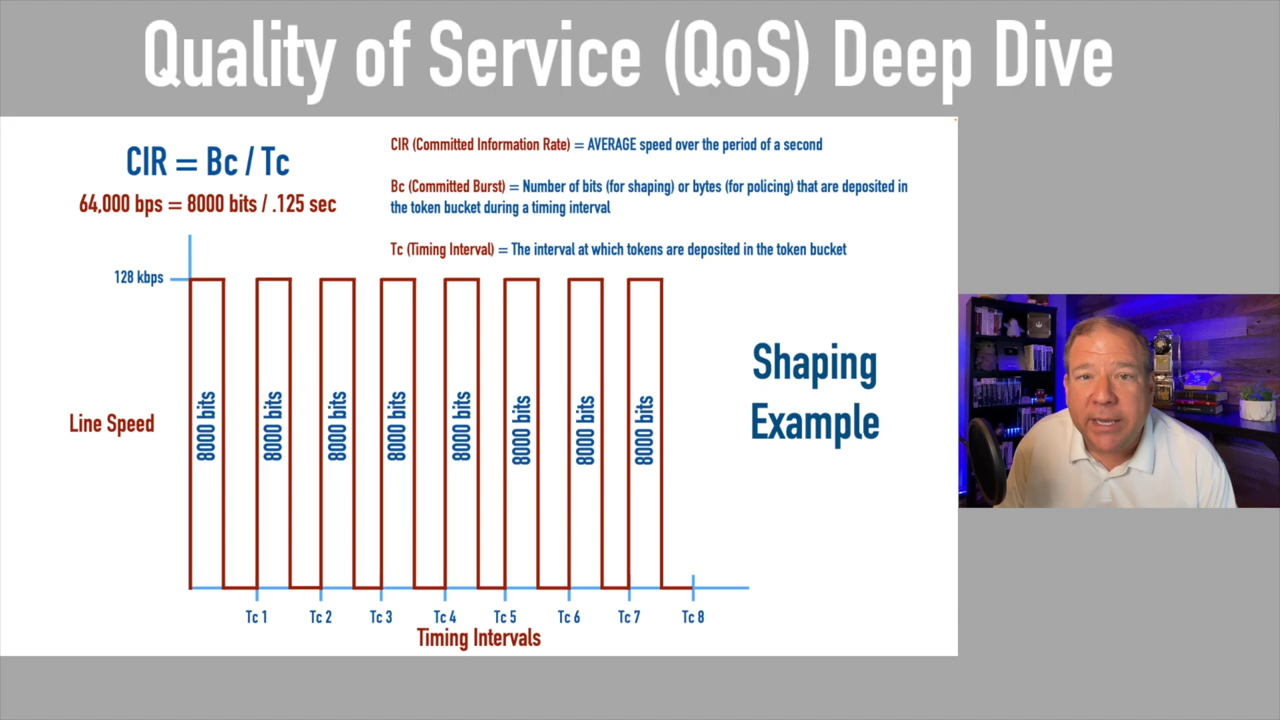 Quality of Service (QoS) Deep Dive
CIR = Bc / Tc
64,000 bps = 8000 bits / .125 sec
CIR (Committed Information Rate) = AVERAGE speed over the period of a second
Bc (Committed Burst) = Number of bits (for shaping) or bytes (for policing) that are deposited in
the token bucket during a timing interval
Tc (Timing Interval) = The interval at which tokens are deposited in the token bucket
128 kbps
Line Speed
8000 bits
8000 bits
8000 bits
8000 bits
8000 bits
8000 bits
8000 bits
8000 bits
Shaping
Example
Tc 1
Tc 2
Tc 3
Tc 4
Tc 5
Tc 6
Tc 7
Tc 8
Timing Intervals